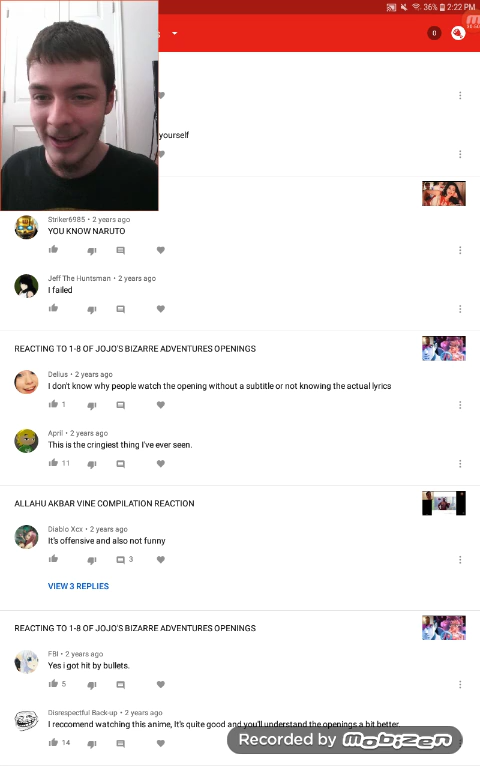 36% 2:22 PM
0
yourself
Striker6985 • 2 years ago
YOU KNOW NARUTO
Jeff The Huntsman • 2 years ago
I failed
REACTING TO 1-8 OF JOJO'S BIZARRE ADVENTURES OPENINGS
Delius • 2 years ago
I don't know why people watch the opening without a subtitle or not knowing the actual lyrics
1
April • 2 years ago
This is the cringiest thing I've ever seen.
11
ALLAHU AKBAR VINE COMPILATION REACTION
Diablo Xcx • 2 years ago
It's offensive and also not funny
3
VIEW 3 REPLIES
REACTING TO 1-8 OF JOJO'S BIZARRE ADVENTURES OPENINGS
FBI • 2 years ago
Yes i got hit by bullets.
5
Disrespectful Back-up • 2 years ago
I reccomend watching this anime, It's quite good and you'll understand the openings a bit better.
14
Recorded by mobizen